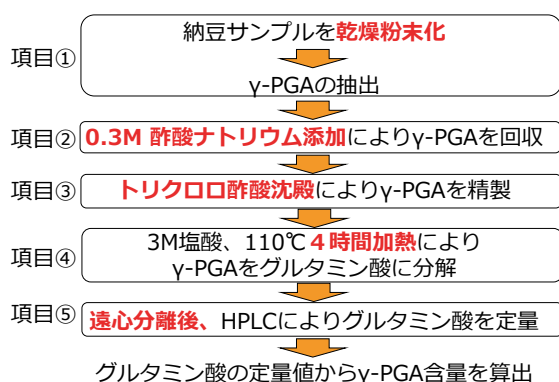 項目① 納豆サンプルを乾燥粉末化
γ-PGAの抽出
項目② 0.3M 酢酸ナトリウム添加によりγ-PGAを回収
項目③ トリクロロ酢酸沈殿によりγ-PGAを精製
項目④ 3M塩酸、110℃４時間加熱により
γ-PGAをグルタミン酸に分解
項目⑤ 遠心分離後、HPLCによりグルタミン酸を定量
グルタミン酸の定量値からγ-PGA含量を算出